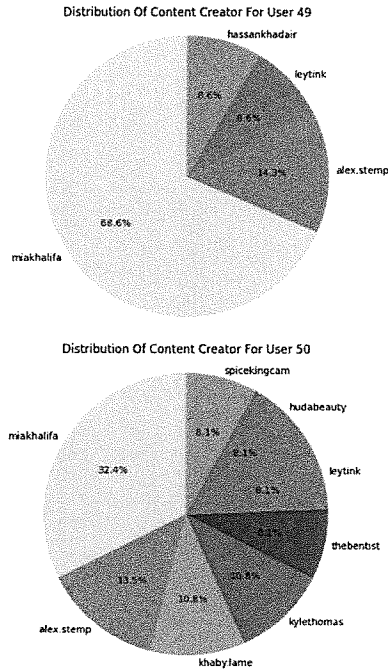 Distribution Of Content Creator For User 49
hassankhadair
8.6%
leytink
8.6%
14.3%
alex.stemp
68.6%
miakhalifa
Distribution Of Content Creator For User 50
spicekingcam
hudabeauty
miakhalifa
8.1%
8.1%
32.4%
leytink
8.1%
8.1%
thebentist
13.5%
10.8%
10.8%
kylethomas
alex.stemp
khaby.lame